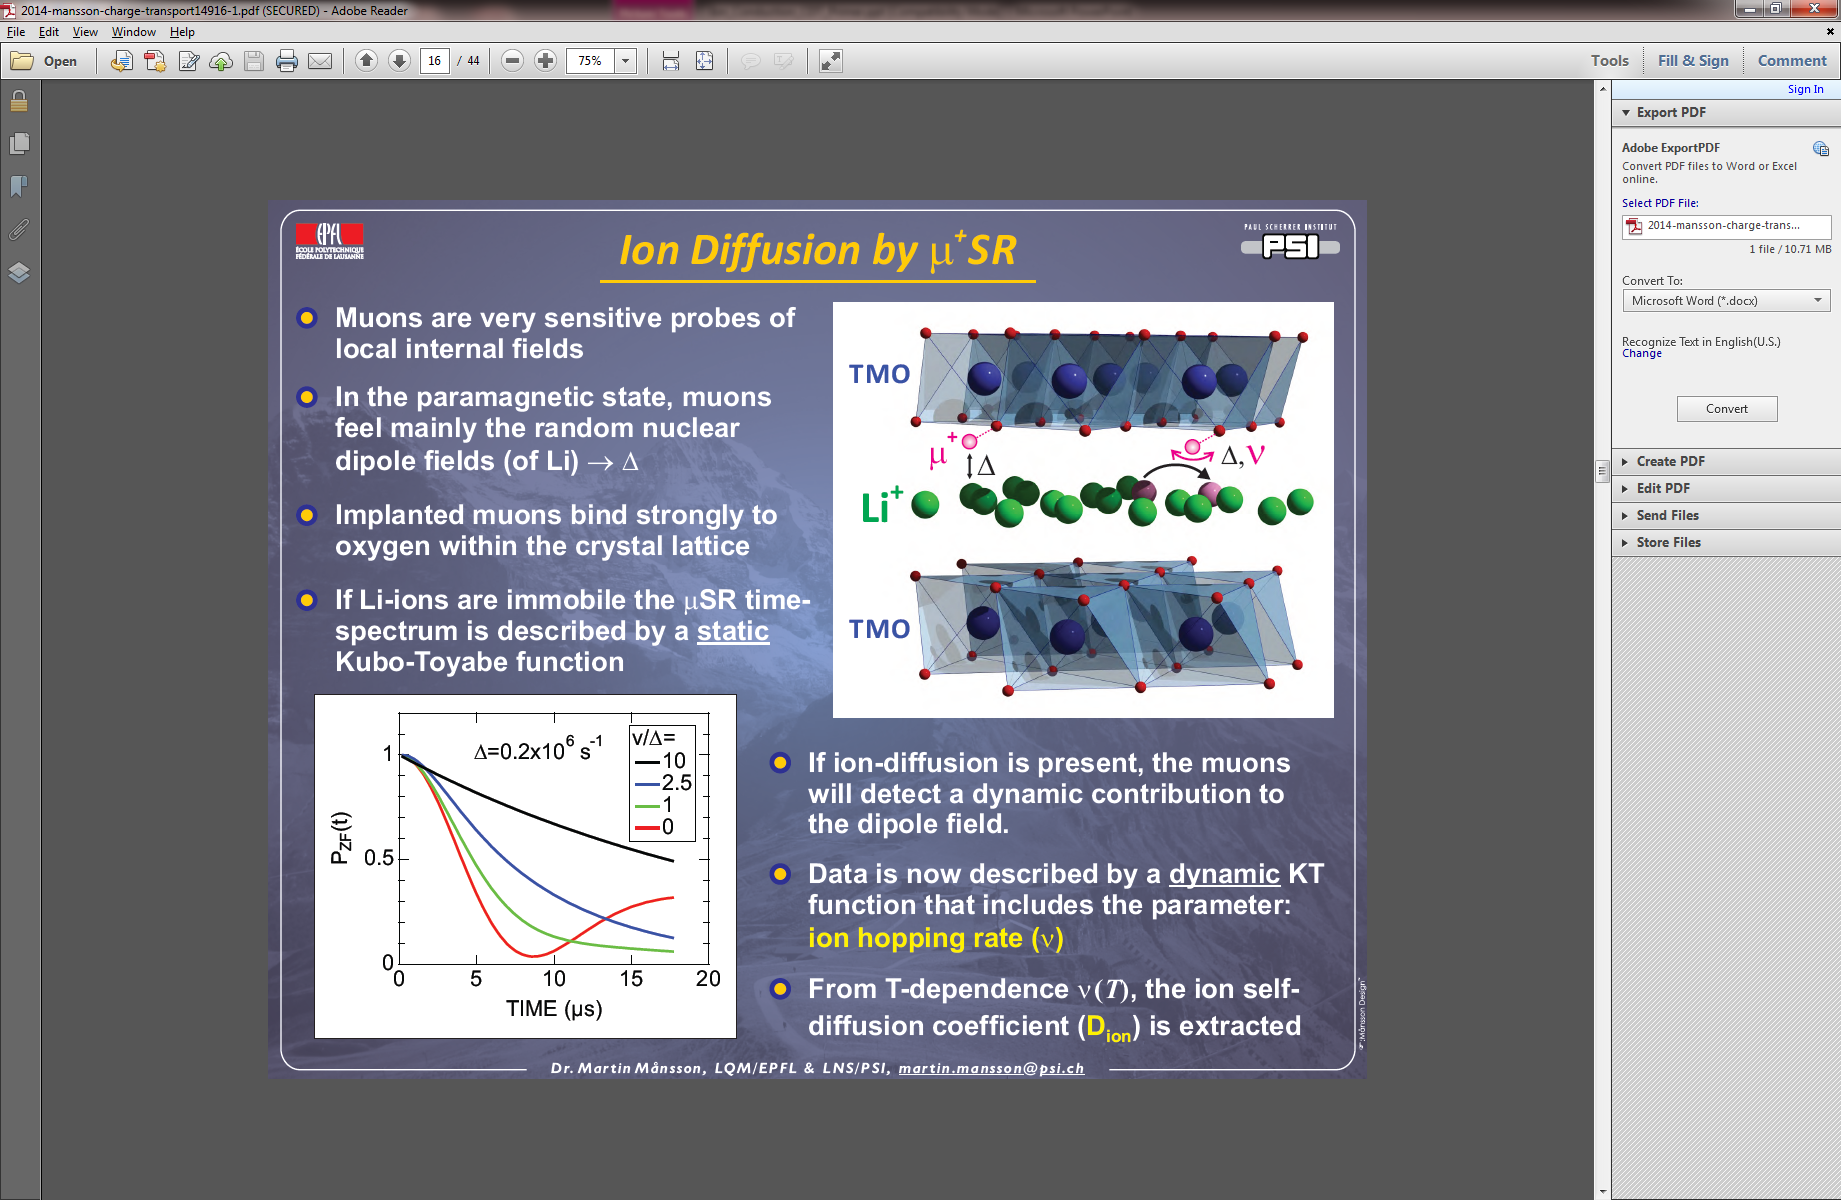 2014-mansson-charge-transport14916-1.pdf (SECURED) - Adobe Reader
File Edit View Window Help
Open 16 / 44 75% Tools Fill & Sign Comment
Sign In
Export PDF
Adobe ExportPDF
Convert PDF files to Word or Excel
online.
Select PDF File:
2014-mansson-charge-trans...
1 file / 10.71 MB
Convert To:
Microsoft Word (*.docx)
Recognize Text in English(U.S.)
Change
Convert
Create PDF
Edit PDF
Send Files
Store Files
EPFL
ÉCOLE POLYTECHNIQUE
FÉDÉRALE DE LAUSANNE
Ion Diffusion by μ⁺SR
PAUL SCHERRER INSTITUT
PSI
Muons are very sensitive probes of
local internal fields
In the paramagnetic state, muons
feel mainly the random nuclear
dipole fields (of Li) → Δ
Implanted muons bind strongly to
oxygen within the crystal lattice
If Li-ions are immobile the μSR time-
spectrum is described by a static
Kubo-Toyabe function
TMO
μ⁺ Δ Δ,ν
Li⁺
TMO
Δ=0.2x10⁶ s⁻¹
ν/Δ=
10
2.5
1
0
P_ZF(t)
1
0.5
0
0 5 10 15 20
TIME (μs)
If ion-diffusion is present, the muons
will detect a dynamic contribution to
the dipole field.
Data is now described by a dynamic KT
function that includes the parameter:
ion hopping rate (ν)
From T-dependence ν(T), the ion self-
diffusion coefficient (D_ion) is extracted
Dr. Martin Månsson, LQM/EPFL & LNS/PSI, martin.mansson@psi.ch
Månsson Design